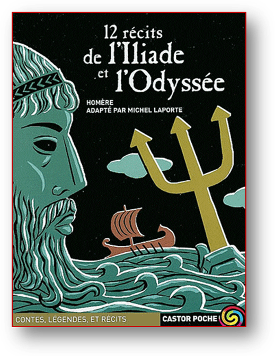 12 récits
de l'Iliade
et l'Odyssée
HOMÈRE
ADAPTÉ PAR MICHEL LAPORTE
CONTES, LÉGENDES, ET RÉCITS
CASTOR POCHE